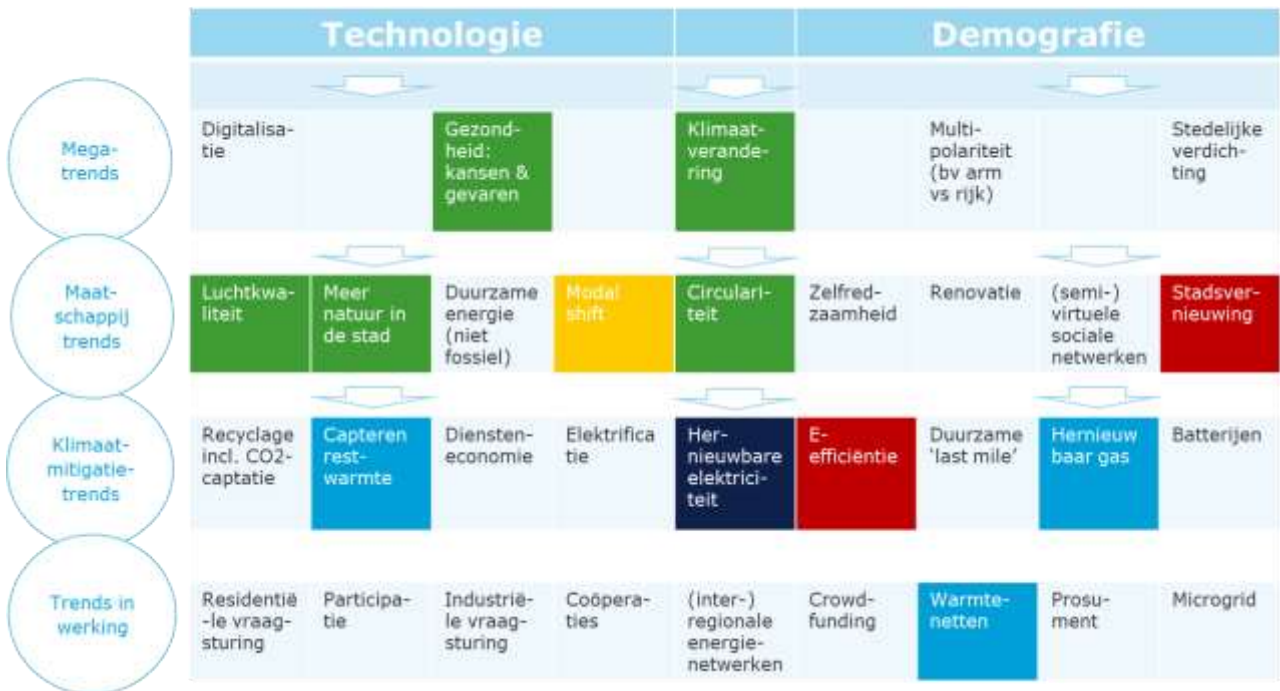 Technologie
Demografie
Mega-
trends
Digitalisa-
tie
Gezond-
heid:
kansen &
gevaren
Klimaat-
verande-
ring
Multi-
polariteit
(bv arm
vs rijk)
Stedelijke
verdich-
ting
Maat-
schappij
trends
Luchtkwa-
liteit
Meer
natuur in
de stad
Duurzame
energie
(niet
fossiel)
Modal
shift
Circulari-
teit
Zelfred-
zaamheid
Renovatie
(semi-)
virtuele
sociale
netwerken
Stadsver-
nieuwing
Klimaat-
mitigatie-
trends
Recyclage
incl. CO2-
captatie
Capteren
rest-
warmte
Diensten-
economie
Elektrifica
tie
Her-
nieuwbare
elektrici-
teit
E-
efficiëntie
Duurzame
'last mile'
Hernieuw
baar gas
Batterijen
Trends in
werking
Residentië
-le vraag-
sturing
Participa-
tie
Industrië-
le vraag-
sturing
Coöpera-
ties
(inter-)
regionale
energie-
netwerken
Crowd-
funding
Warmte-
netten
Prosu-
ment
Microgrid